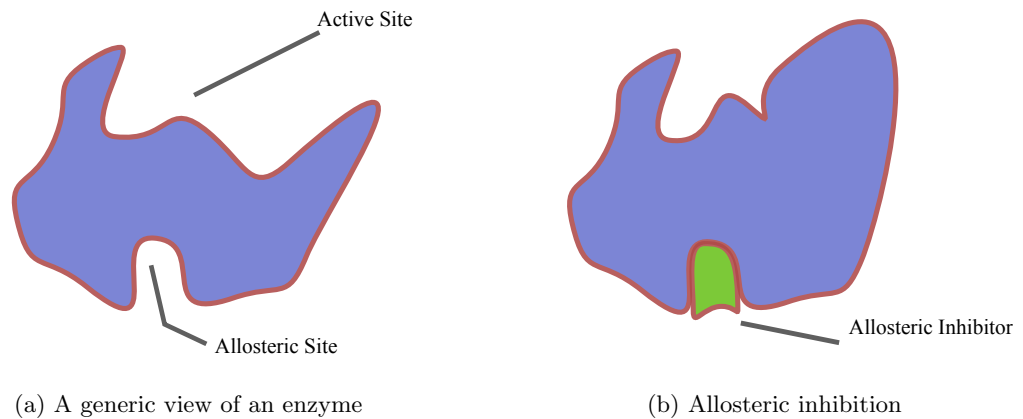 Active Site
Allosteric Site
Allosteric Inhibitor
(a) A generic view of an enzyme
(b) Allosteric inhibition